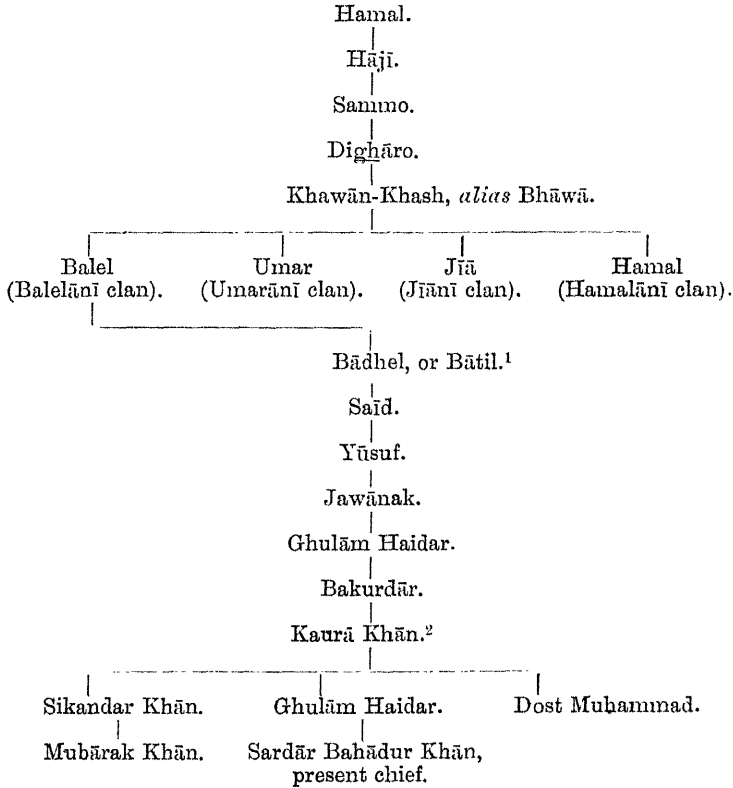 Hamal.
Hājī.
Sammo.
Dighāro.
Khawān-Khash, alias Bhāwā.
Balel Umar Jīā Hamal
(Balelānī clan). (Umarānī clan). (Jīānī clan). (Hamalānī clan).
Bādhel, or Bātil.¹
Saīd.
Yūsuf.
Jawānak.
Ghulām Haidar.
Bakurdār.
Kaurā Khān.²
Sikandar Khān. Ghulām Haidar. Dost Muḥammad.
Mubārak Khān. Sardār Bahādur Khān,
present chief.